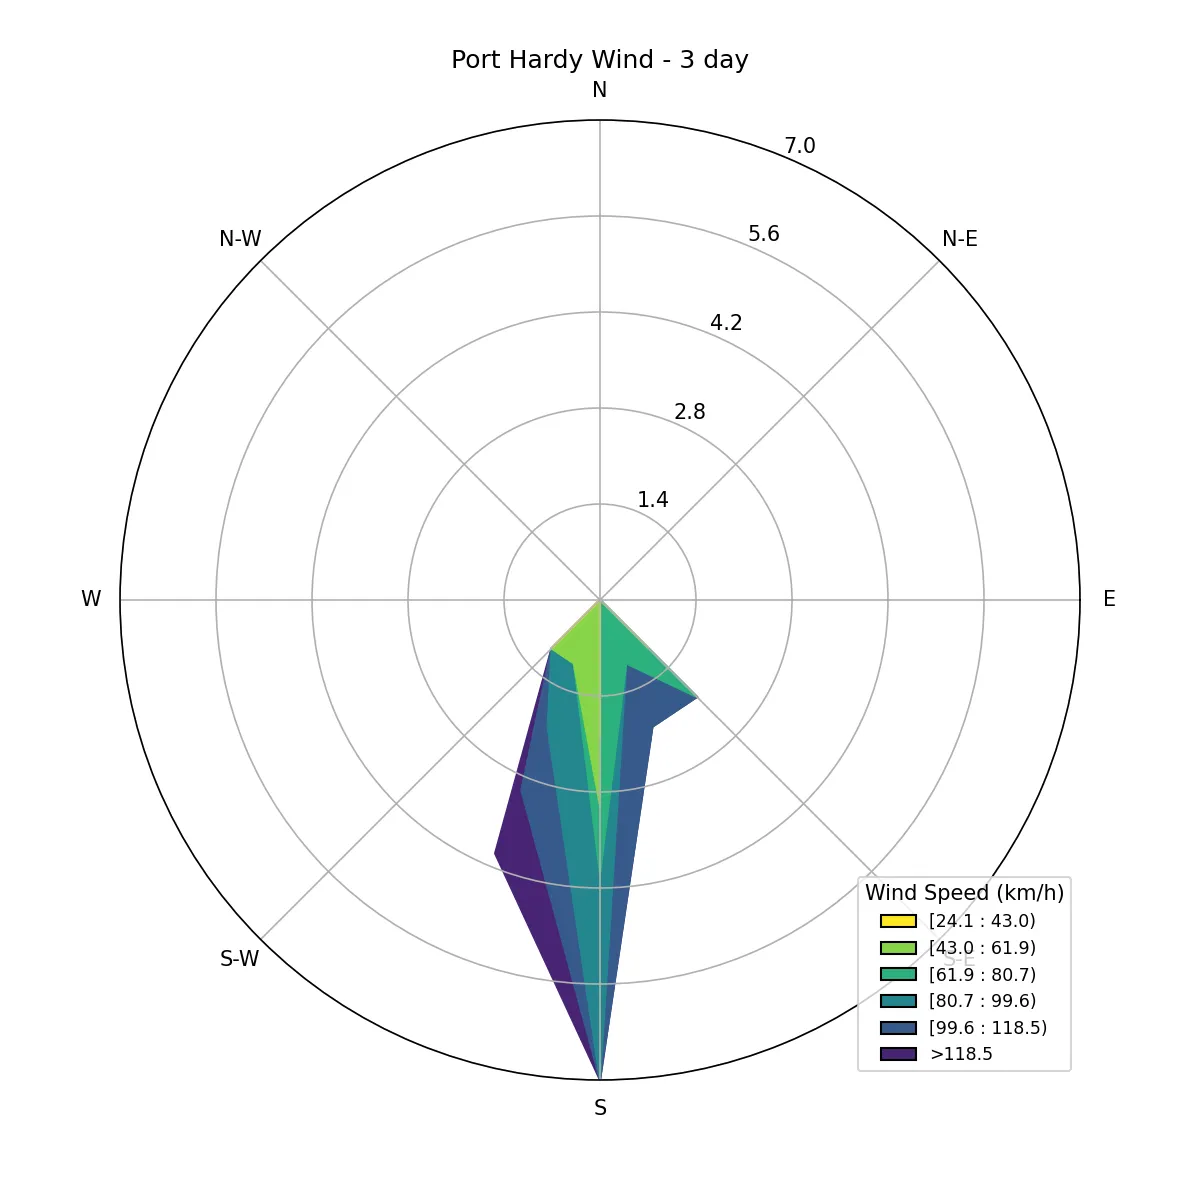 Port Hardy Wind - 3 day
N
7.0
N-W
5.6
N-E
4.2
2.8
1.4
W
E
Wind Speed (km/h)
[24.1 : 43.0)
[43.0 : 61.9)
S-W
S-E
[61.9 : 80.7)
[80.7 : 99.6)
[99.6 : 118.5)
>118.5
S